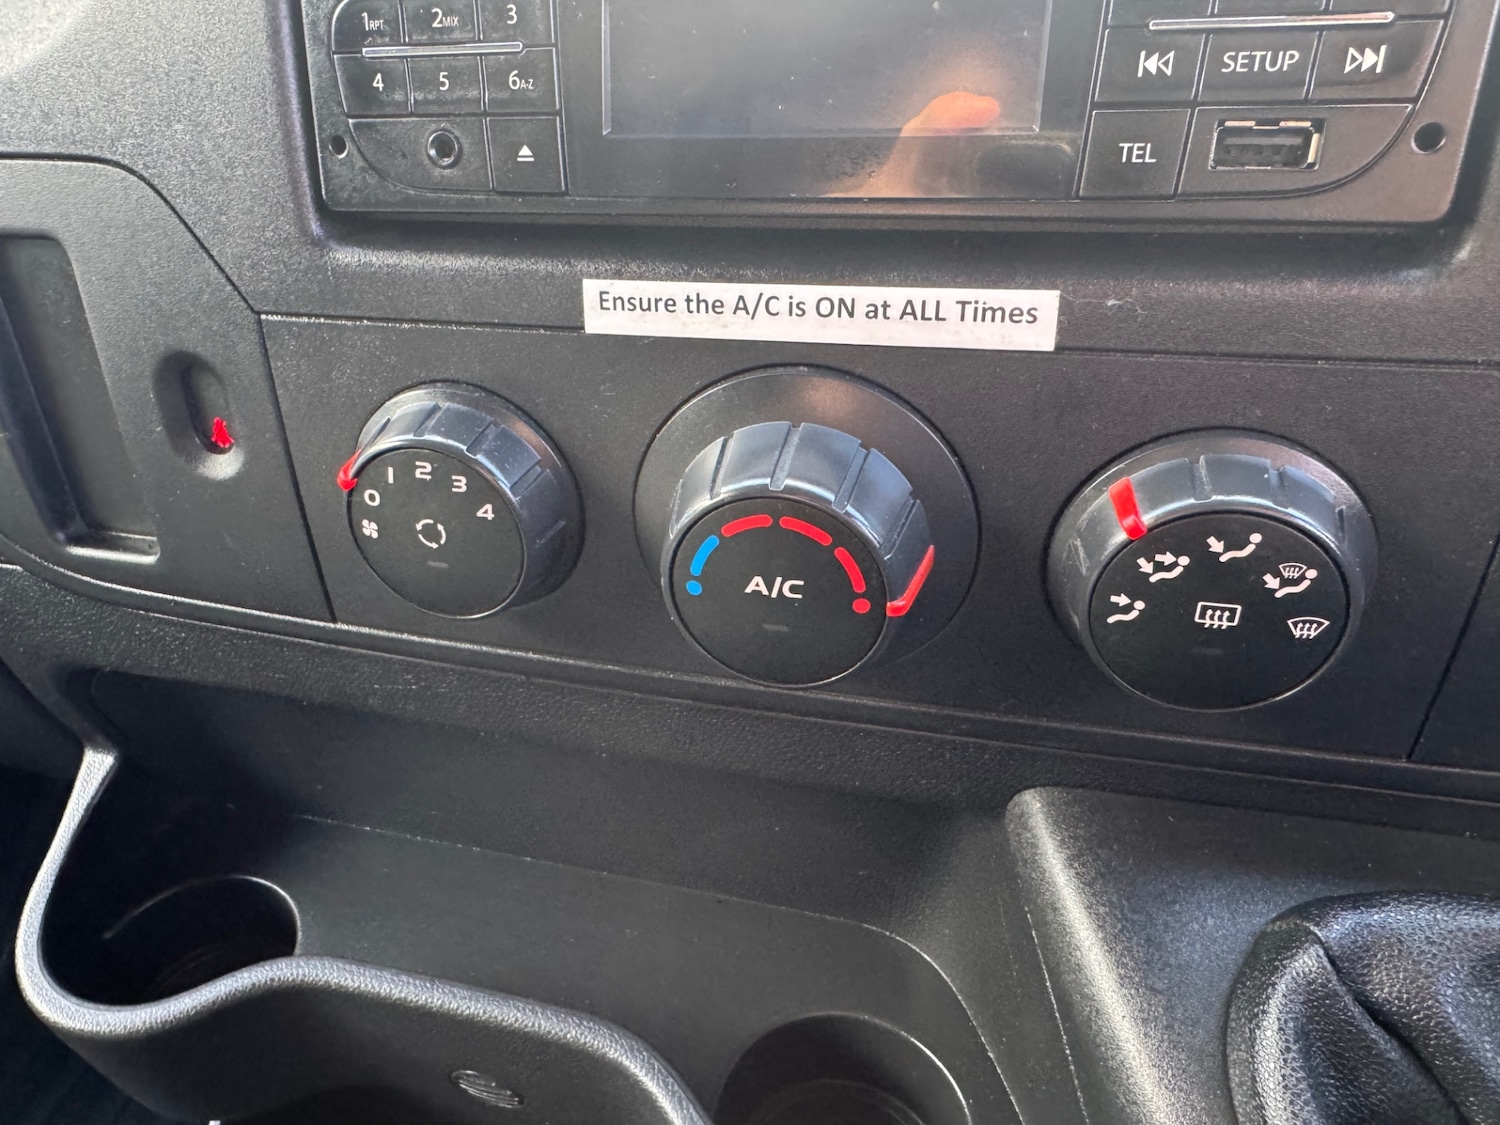 1RPT 2MIX 3
4 5 6A-Z
SETUP
TEL
Ensure the A/C is ON at ALL Times
0 1 2 3 4
A/C